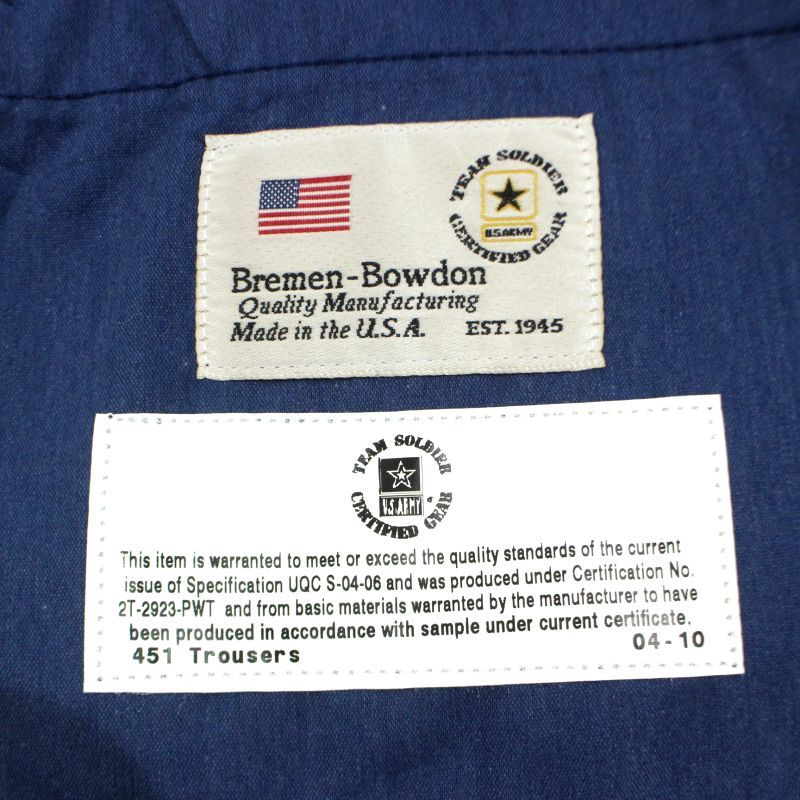 TEAM SOLDIER
U.S.ARMY
CERTIFIED GEAR
Bremen-Bowdon
Quality Manufacturing
Made in the U.S.A. EST. 1945
TEAM SOLDIER
U.S.ARMY
CERTIFIED GEAR
This item is warranted to meet or exceed the quality standards of the current
issue of Specification UQC S-04-06 and was produced under Certification No.
2T-2923-PWT and from basic materials warranted by the manufacturer to have
been produced in accordance with sample under current certificate.
451 Trousers 04-10